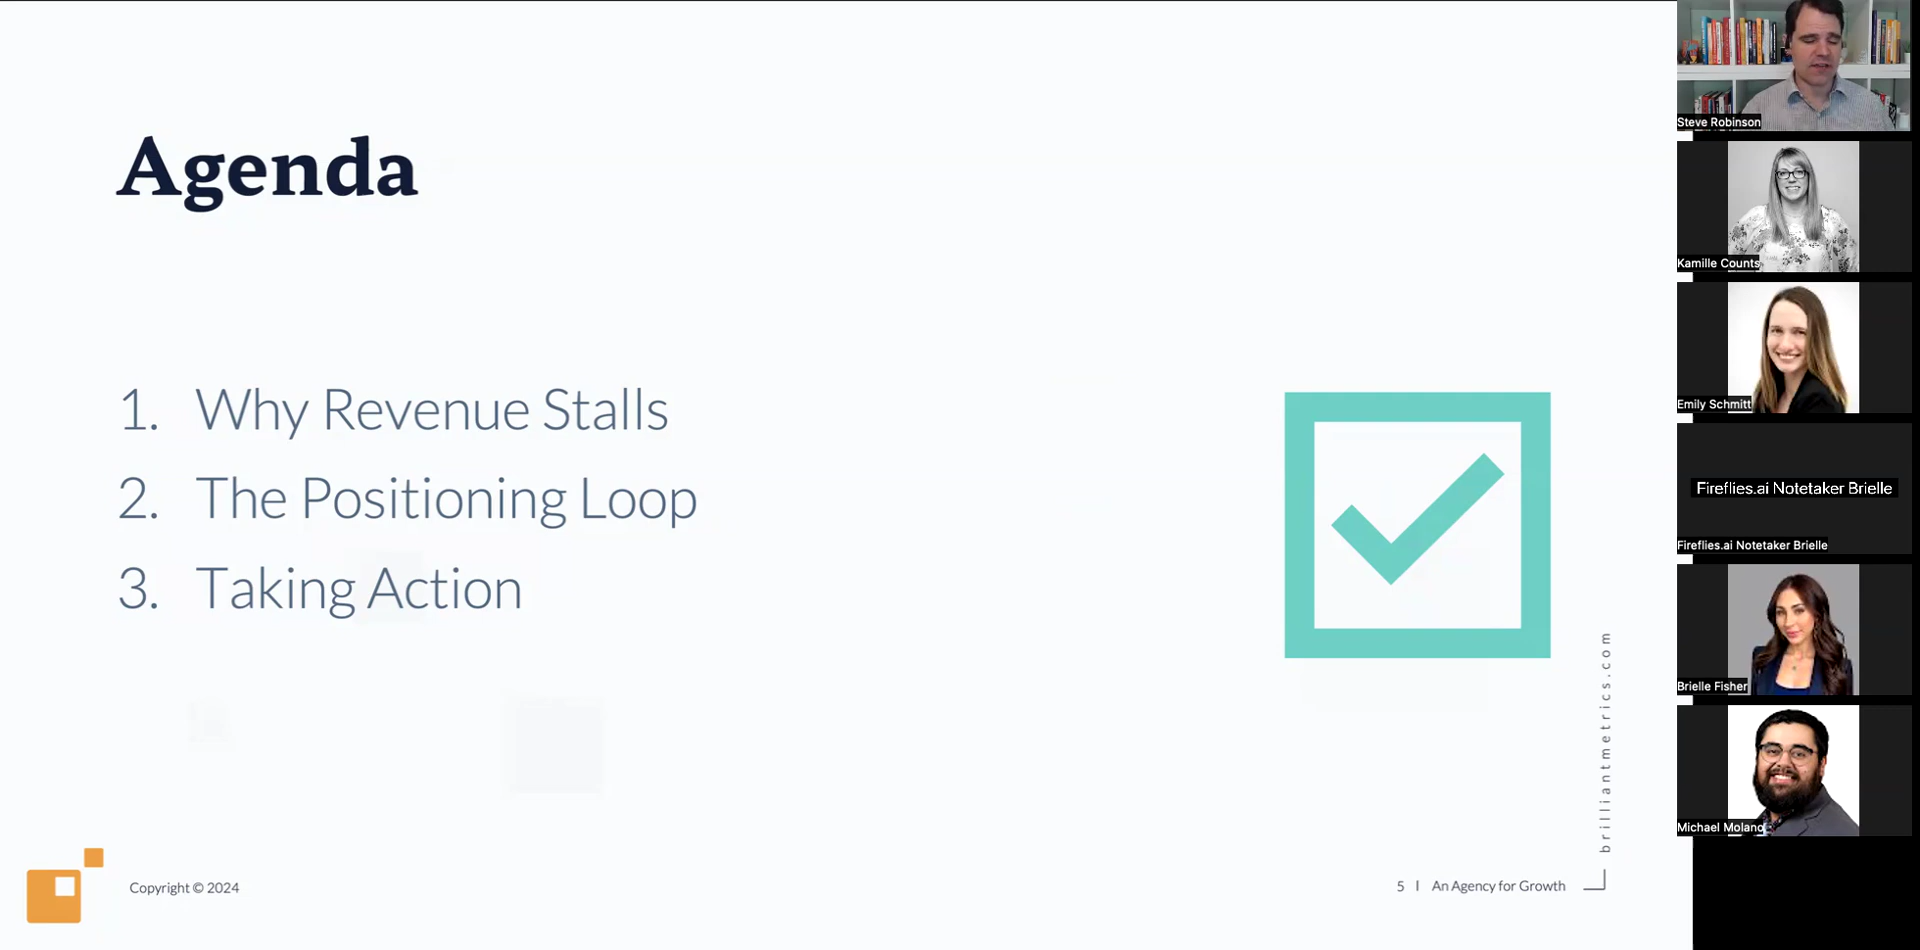 Agenda
1. Why Revenue Stalls
2. The Positioning Loop
3. Taking Action
brilliantmetrics.com
Copyright © 2024
5 | An Agency for Growth
Steve Robinson
Kamille Counts
Emily Schmitt
Fireflies.ai Notetaker Brielle
Fireflies.ai Notetaker Brielle
Brielle Fisher
Michael Molano